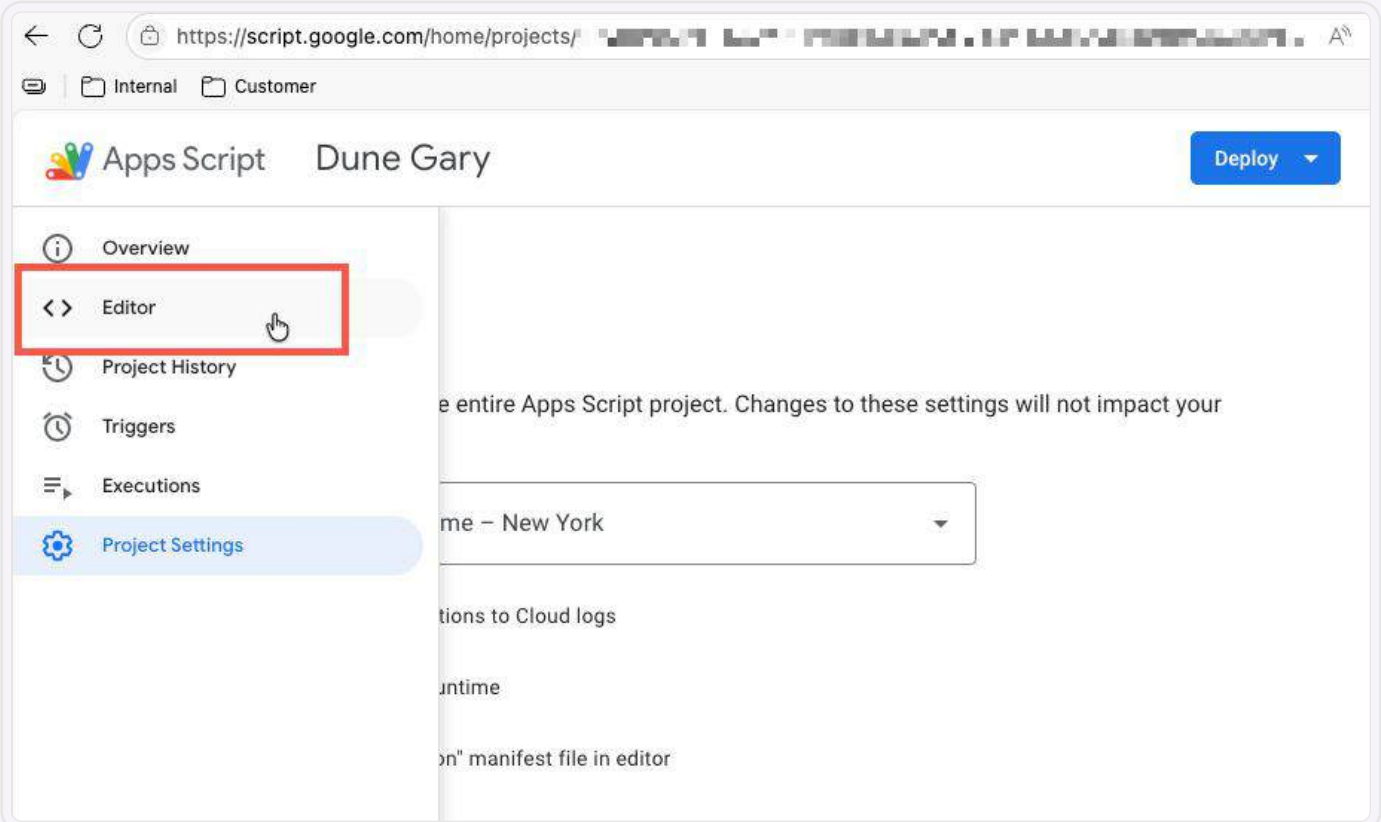 https://script.google.com/home/projects/
Internal Customer
Apps Script Dune Gary Deploy
Overview
Editor
Project History
Triggers
Executions
Project Settings
e entire Apps Script project. Changes to these settings will not impact your
me – New York
tions to Cloud logs
untime
on" manifest file in editor